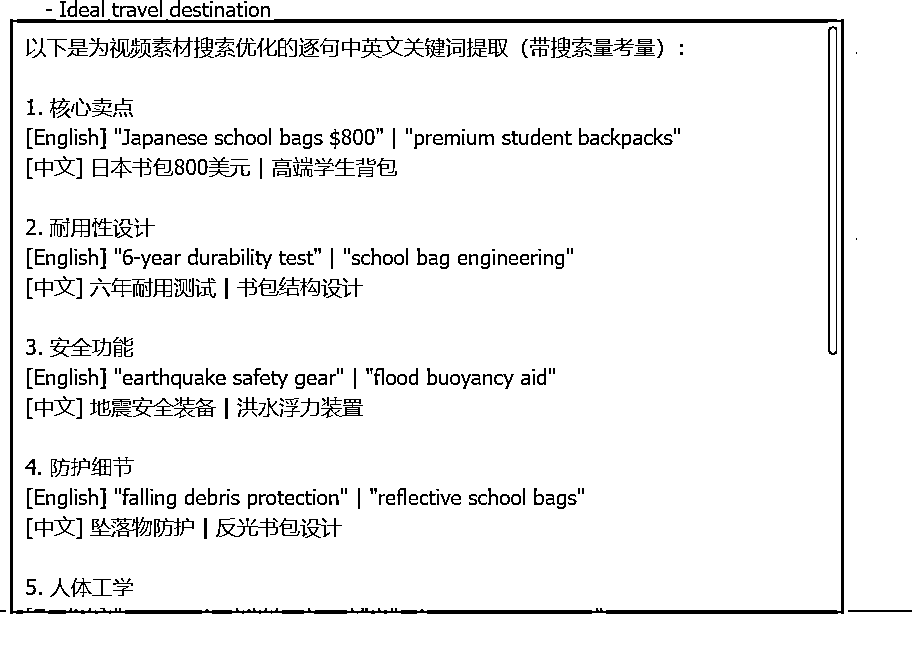 - Ideal travel destination
以下是为视频素材搜索优化的逐句中英文关键词提取（带搜索量考量）:
1. 核心卖点
[English] "Japanese school bags $800” | "premium student backpacks"
[中文] 日本书包800美元 | 高端学生背包
2. 耐用性设计
[English] "6-year durability test” | "school bag engineering"
[中文] 六年耐用测试 | 书包结构设计
3. 安全功能
[English] "earthquake safety gear" | "flood buoyancy aid"
[中文] 地震安全装备 | 洪水浮力装置
4. 防护细节
[English] "falling debris protection" | "reflective school bags"
[中文] 坠落物防护 | 反光书包设计
5. 人体工学